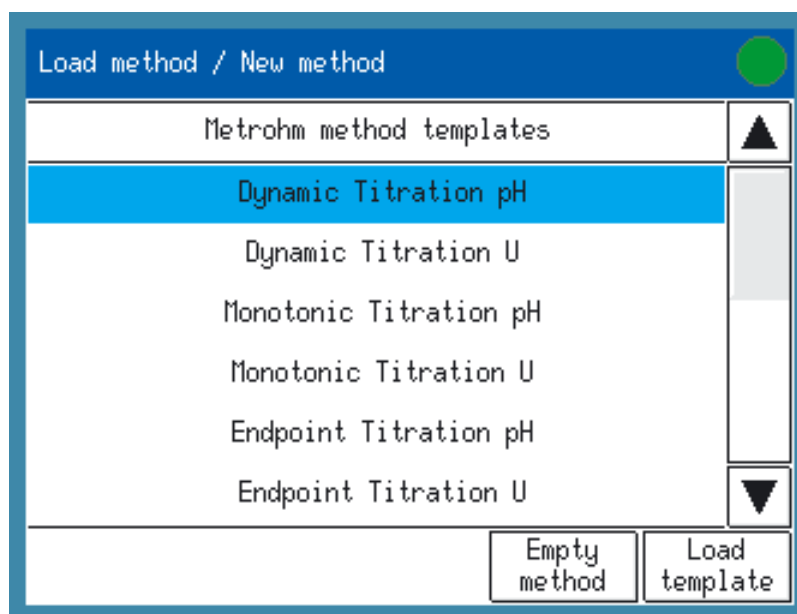 Load method / New method
Metrohm method templates
Dynamic Titration pH
Dynamic Titration U
Monotonic Titration pH
Monotonic Titration U
Endpoint Titration pH
Endpoint Titration U
Empty
method
Load
template